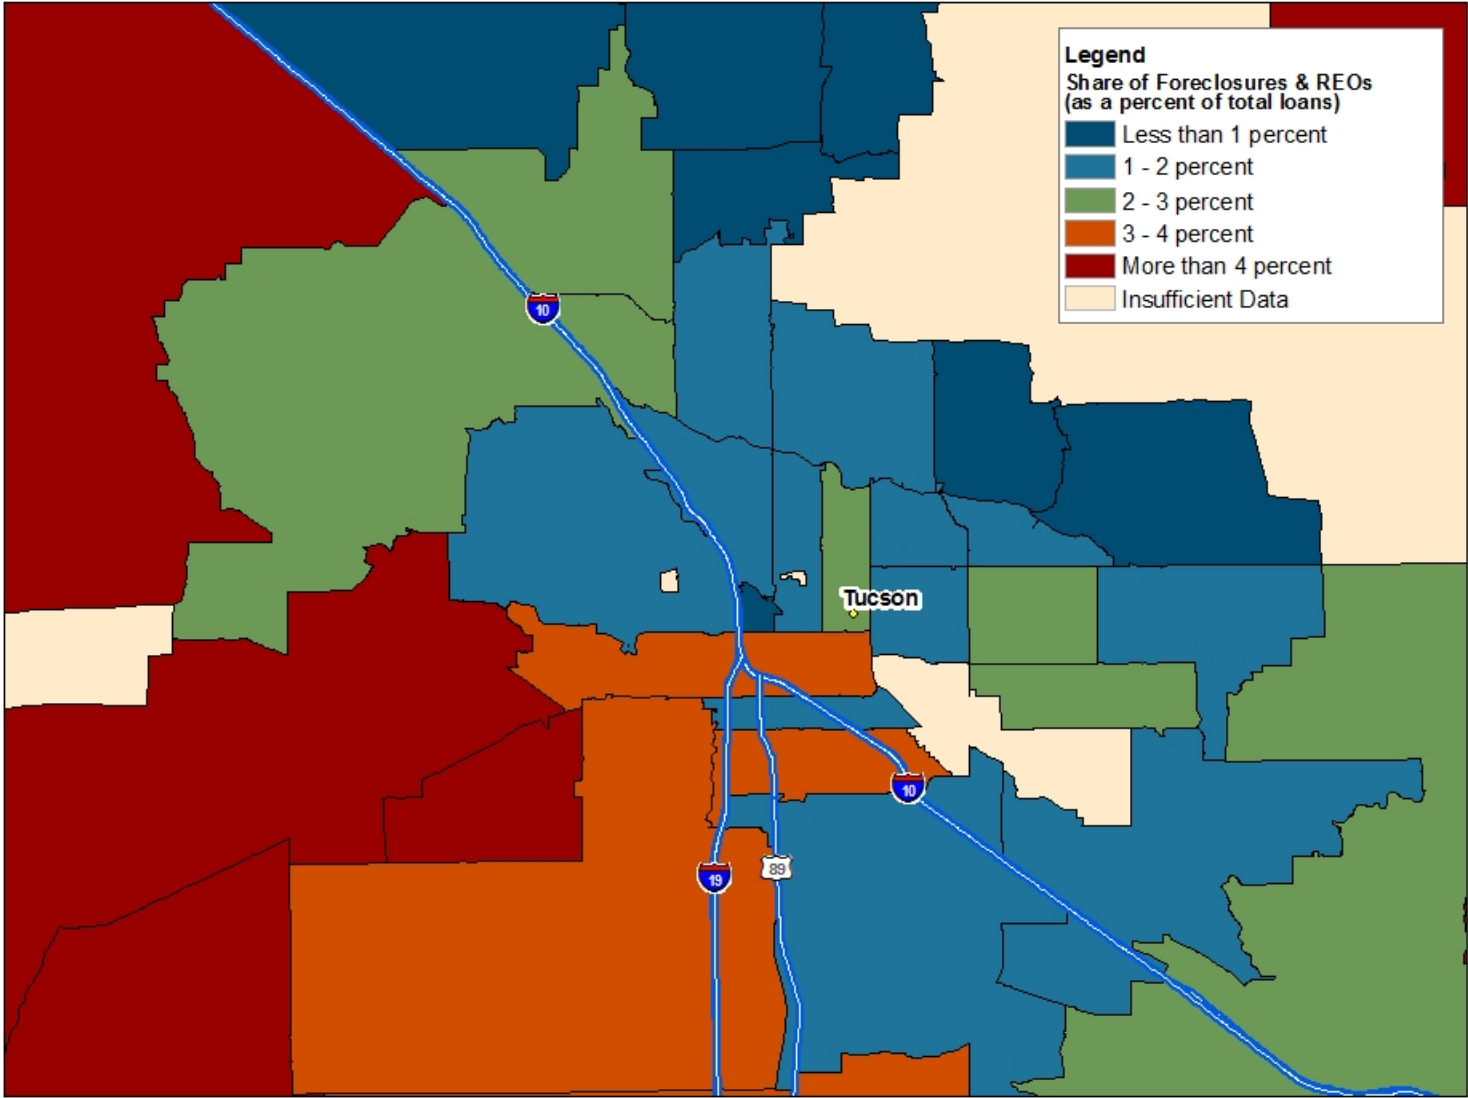 Legend
Share of Foreclosures & REOs
(as a percent of total loans)
Less than 1 percent
1 - 2 percent
2 - 3 percent
3 - 4 percent
More than 4 percent
Insufficient Data
10
Tucson
10
19
89